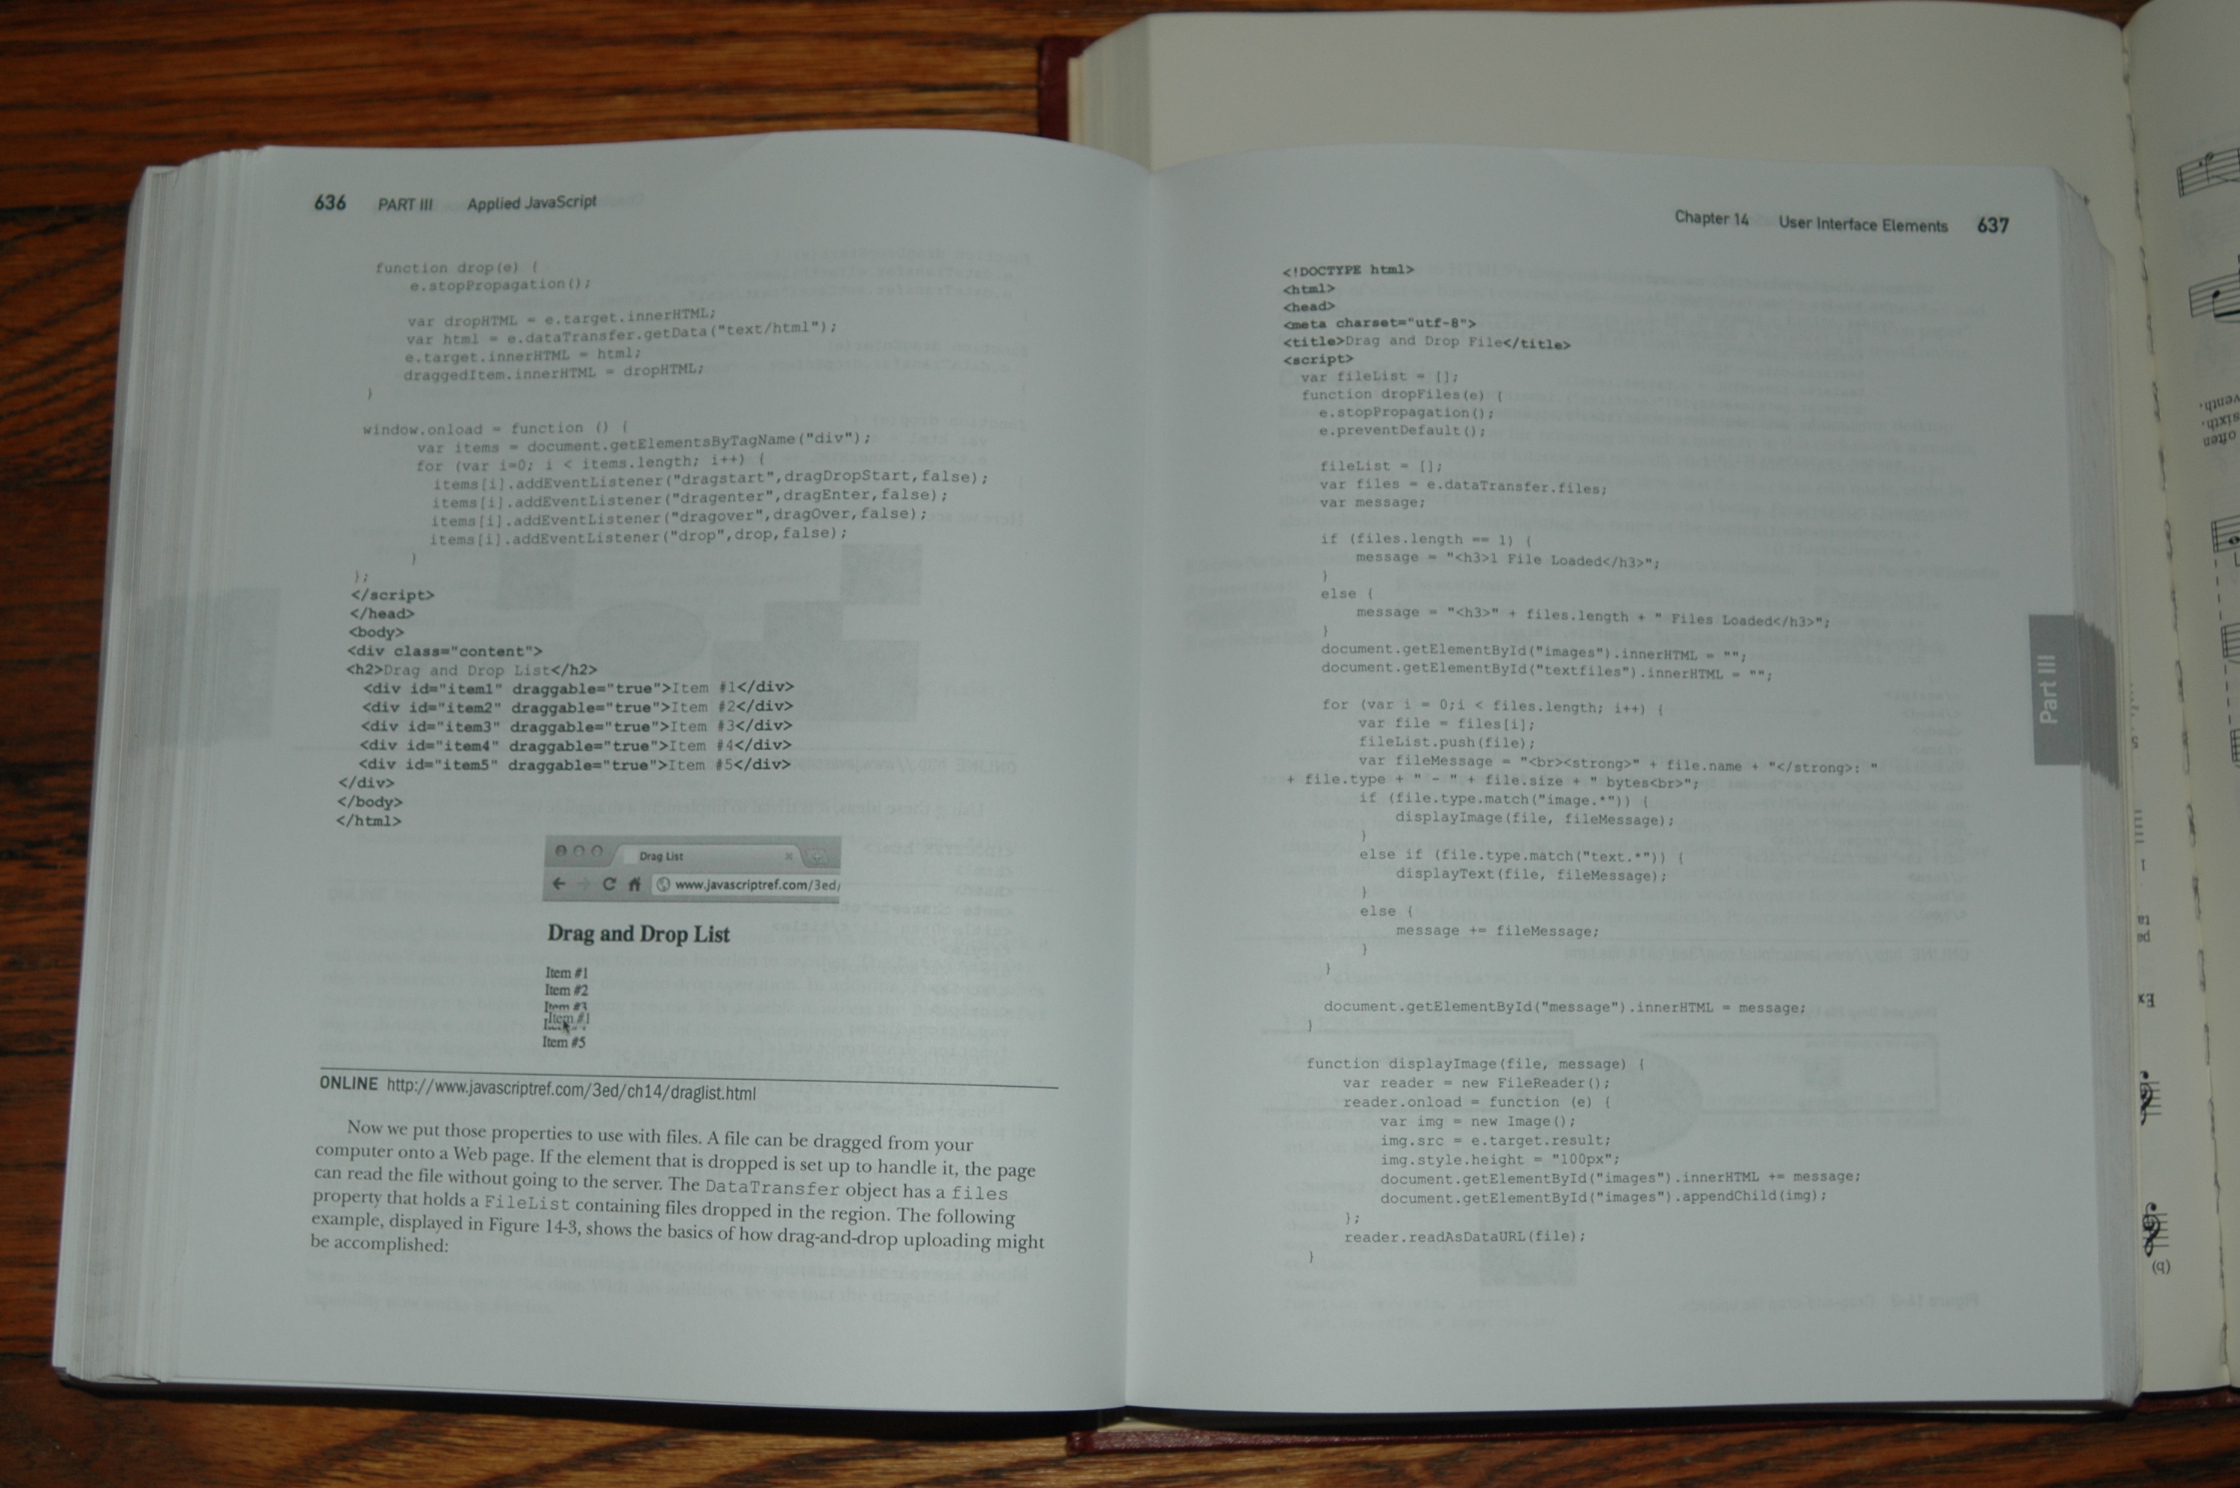 636 PART III Applied JavaScript
function drop(e) {
e.stopPropagation();
var dropHTML = e.target.innerHTML;
var html = e.dataTransfer.getData("text/html");
e.target.innerHTML = html;
draggedItem.innerHTML = dropHTML;
}
window.onload = function () {
var items = document.getElementsByTagName("div");
for (var i=0; i < items.length; i++) {
items[i].addEventListener("dragstart",dragDropStart,false);
items[i].addEventListener("dragenter",dragEnter,false);
items[i].addEventListener("dragover",dragOver,false);
items[i].addEventListener("drop",drop,false);
}
};
</script>
</head>
<body>
<div class="content">
<h2>Drag and Drop List</h2>
<div id="item1" draggable="true">Item #1</div>
<div id="item2" draggable="true">Item #2</div>
<div id="item3" draggable="true">Item #3</div>
<div id="item4" draggable="true">Item #4</div>
<div id="item5" draggable="true">Item #5</div>
</div>
</body>
</html>
Drag List
www.javascriptref.com/3ed/
Drag and Drop List
Item #1
Item #2
Item #3
Item #1
Item #5
ONLINE http://www.javascriptref.com/3ed/ch14/draglist.html
Now we put those properties to use with files. A file can be dragged from your
computer onto a Web page. If the element that is dropped is set up to handle it, the page
can read the file without going to the server. The DataTransfer object has a files
property that holds a FileList containing files dropped in the region. The following
example, displayed in Figure 14-3, shows the basics of how drag-and-drop uploading might
be accomplished:
Chapter 14 User Interface Elements 637
<!DOCTYPE html>
<html>
<head>
<meta charset="utf-8">
<title>Drag and Drop File</title>
<script>
var fileList = [];
function dropFiles(e) {
e.stopPropagation();
e.preventDefault();
fileList = [];
var files = e.dataTransfer.files;
var message;
if (files.length == 1) {
message = "<h3>1 File Loaded</h3>";
}
else {
message = "<h3>" + files.length + " Files Loaded</h3>";
}
document.getElementById("images").innerHTML = "";
document.getElementById("textfiles").innerHTML = "";
for (var i = 0;i < files.length; i++) {
var file = files[i];
fileList.push(file);
var fileMessage = "<br><strong>" + file.name + "</strong>: "
+ file.type + " - " + file.size + " bytes<br>";
if (file.type.match("image.*")) {
displayImage(file, fileMessage);
}
else if (file.type.match("text.*")) {
displayText(file, fileMessage);
}
else {
message += fileMessage;
}
}
document.getElementById("message").innerHTML = message;
}
function displayImage(file, message) {
var reader = new FileReader();
reader.onload = function (e) {
var img = new Image();
img.src = e.target.result;
img.style.height = "100px";
document.getElementById("images").innerHTML += message;
document.getElementById("images").appendChild(img);
};
reader.readAsDataURL(file);
}
Part III
often
sixth.
Ex
(b)